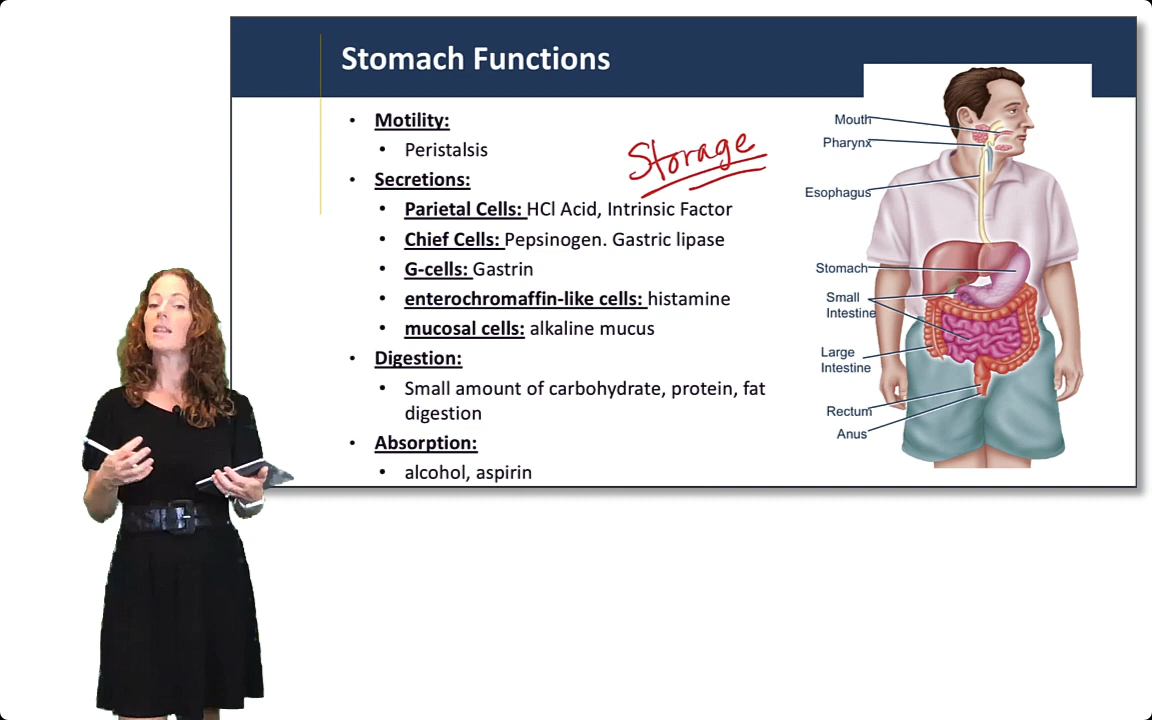 Stomach Functions
• Motility:
• Peristalsis
Storage
• Secretions:
• Parietal Cells: HCl Acid, Intrinsic Factor
• Chief Cells: Pepsinogen. Gastric lipase
• G-cells: Gastrin
• enterochromaffin-like cells: histamine
• mucosal cells: alkaline mucus
• Digestion:
• Small amount of carbohydrate, protein, fat
digestion
• Absorption:
• alcohol, aspirin
Mouth
Pharynx
Esophagus
Stomach
Small
Intestine
Large
Intestine
Rectum
Anus